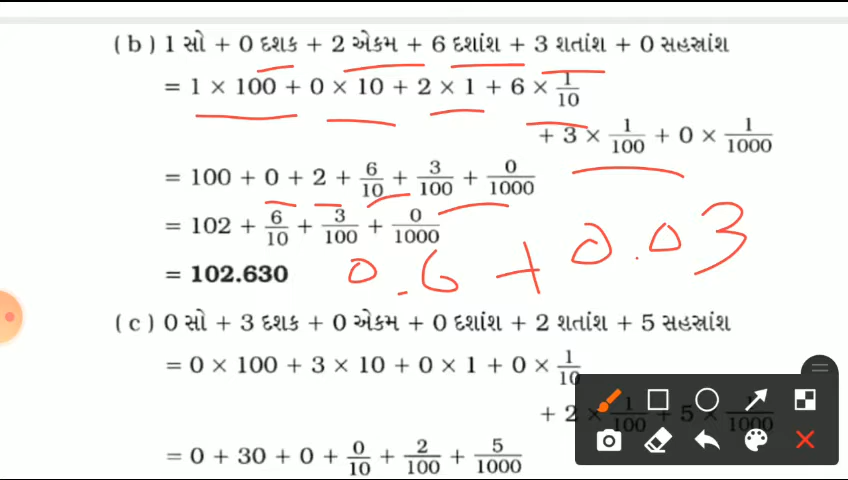 (b) 1 સો + 0 દશક + 2 એકમ + 6 દશાંશ + 3 શતાંશ + 0 સહસ્રાંશ
= 1 × 100 + 0 × 10 + 2 × 1 + 6 × 1/10
+ 3 × 1/100 + 0 × 1/1000
= 100 + 0 + 2 + 6/10 + 3/100 + 0/1000
= 102 + 6/10 + 3/100 + 0/1000
= 102.630
0.6 + 0.03
(c) 0 સો + 3 દશક + 0 એકમ + 0 દશાંશ + 2 શતાંશ + 5 સહસ્રાંશ
= 0 × 100 + 3 × 10 + 0 × 1 + 0 × 1/10
+ 2 × 1/100 + 5 × 1/1000
= 0 + 30 + 0 + 0/10 + 2/100 + 5/1000